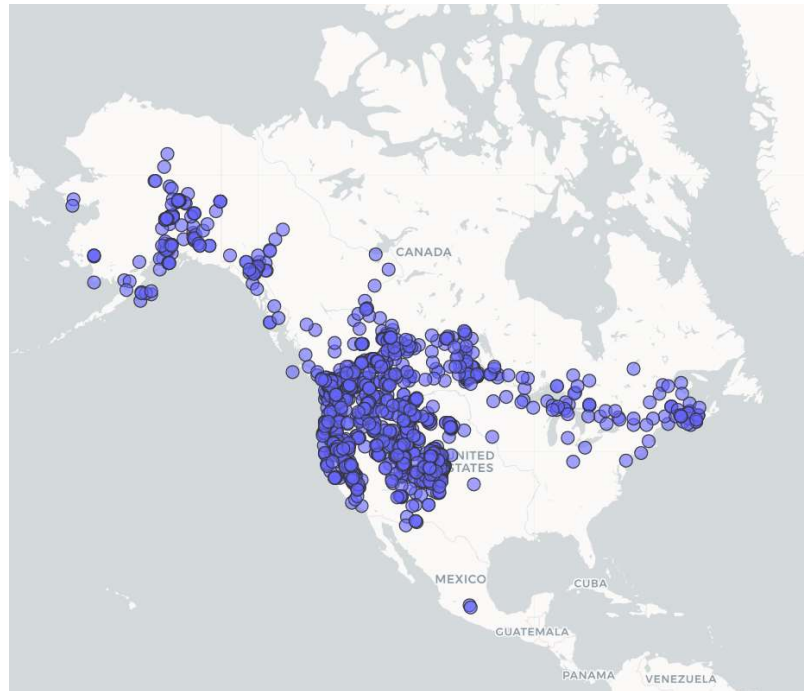 CANADA
UNITED
STATES
MEXICO
CUBA
GUATEMALA
PANAMA
VENEZUELA